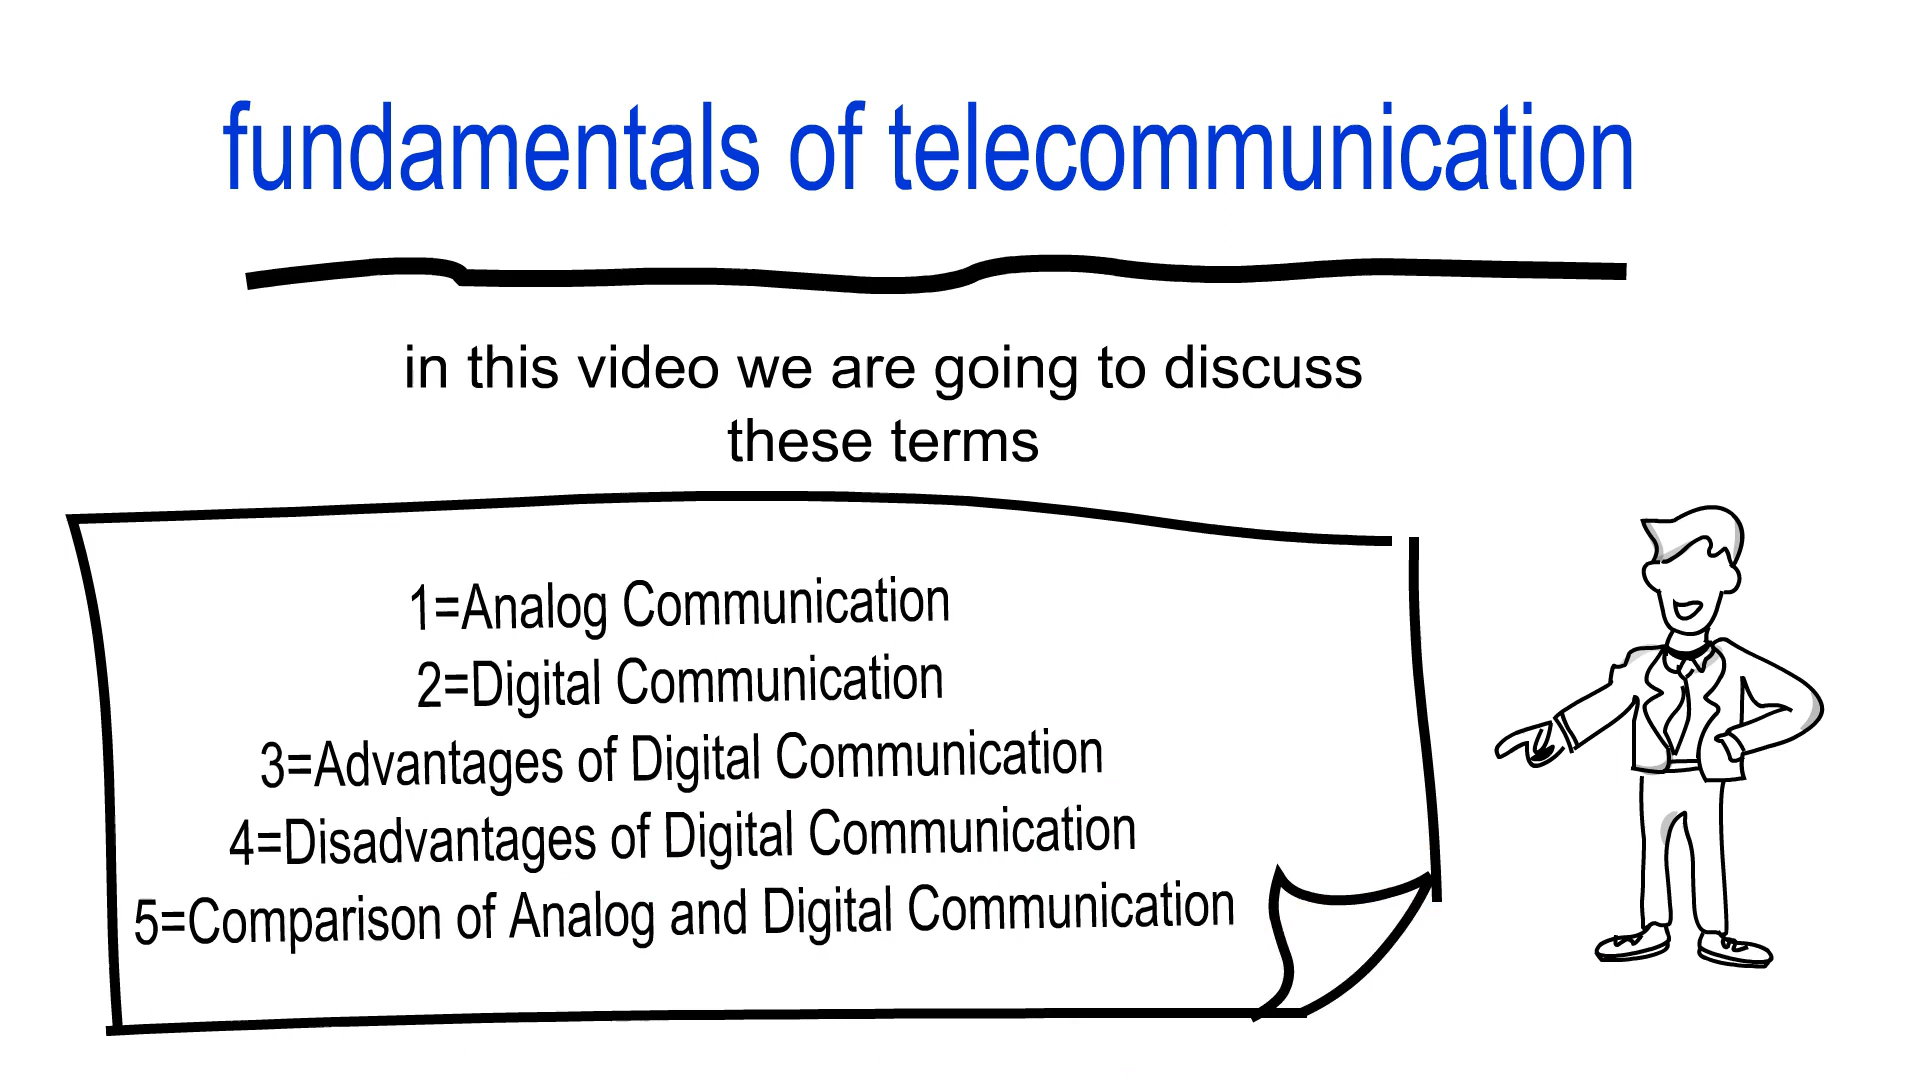 fundamentals of telecommunication
in this video we are going to discuss
these terms
1=Analog Communication
2=Digital Communication
3=Advantages of Digital Communication
4=Disadvantages of Digital Communication
5=Comparison of Analog and Digital Communication